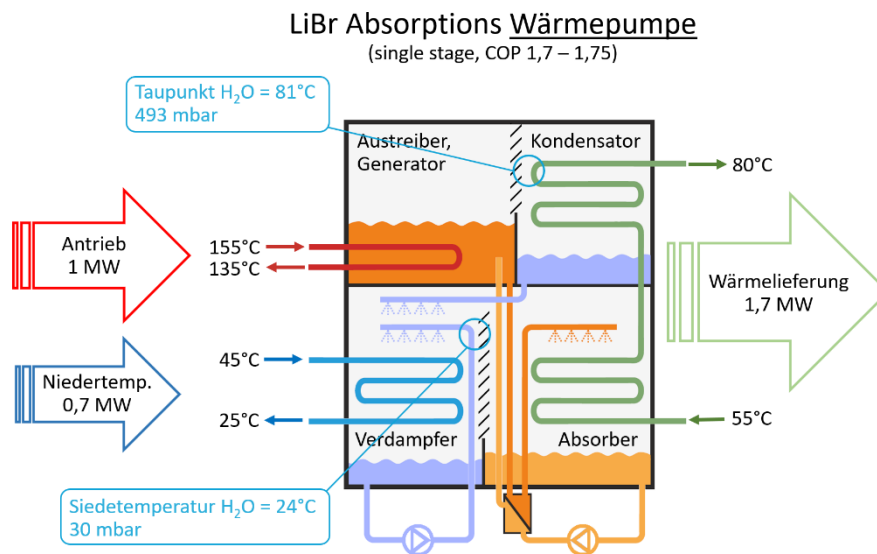 LiBr Absorptions Wärmepumpe
(single stage, COP 1,7 – 1,75)
Taupunkt H₂O = 81°C
493 mbar
Austreiber,
Generator
Kondensator
80°C
Antrieb
1 MW
155°C
135°C
Wärmelieferung
1,7 MW
Niedertemp.
0,7 MW
45°C
25°C
55°C
Verdampfer
Absorber
Siedetemperatur H₂O = 24°C
30 mbar